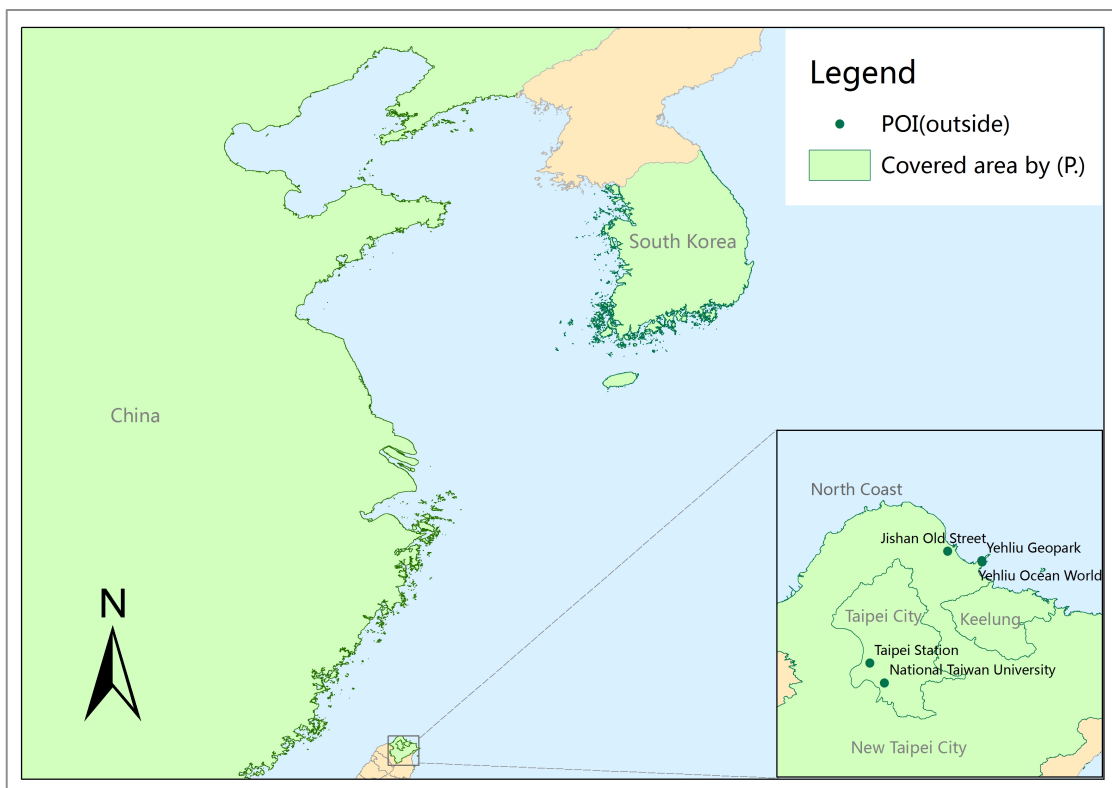 Legend
POI(outside)
Covered area by (P.)
South Korea
China
N
North Coast
Jishan Old Street
Yehliu Geopark
Yehliu Ocean World
Taipei City
Keelung
Taipei Station
National Taiwan University
New Taipei City